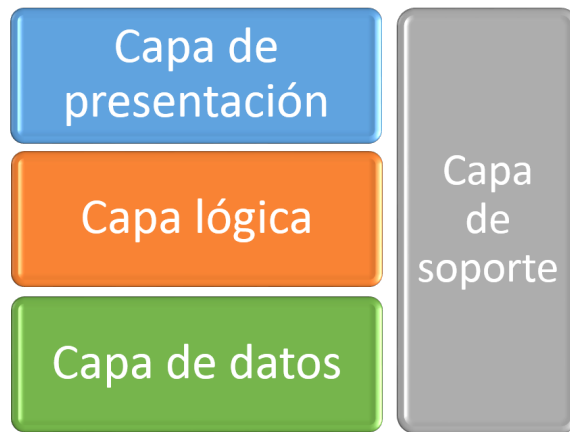 Capa de
presentación
Capa lógica
Capa de datos
Capa
de
soporte